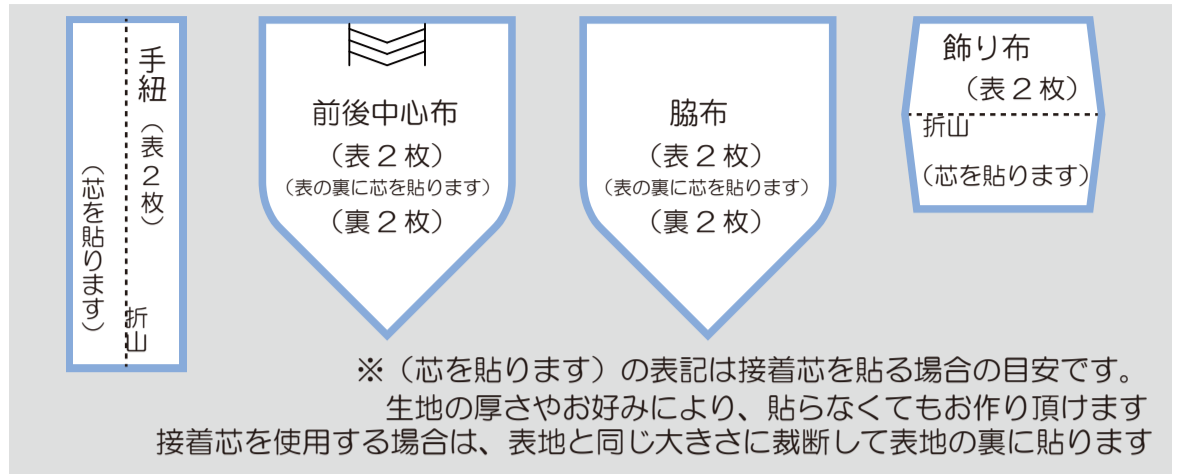 手紐（表２枚）
（芯を貼ります）
折山
前後中心布
（表２枚）
（表の裏に芯を貼ります）
（裏２枚）
脇布
（表２枚）
（表の裏に芯を貼ります）
（裏２枚）
飾り布
（表２枚）
折山
（芯を貼ります）
※（芯を貼ります）の表記は接着芯を貼る場合の目安です。
生地の厚さやお好みにより、貼らなくてもお作り頂けます
接着芯を使用する場合は、表地と同じ大きさに裁断して表地の裏に貼ります